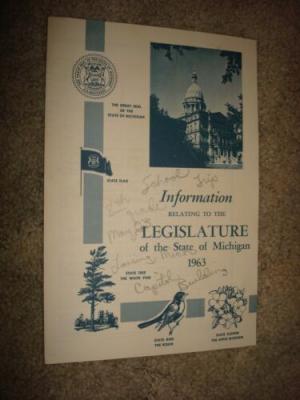 THE GREAT SEAL
OF THE
STATE OF MICHIGAN
STATE FLAG
School Trip
Information
RELATING TO THE
LEGISLATURE
of the State of Michigan
1963
Lansing Mich
Capitol Building
STATE TREE
THE WHITE PINE
STATE BIRD
THE ROBIN
STATE FLOWER
THE APPLE BLOSSOM